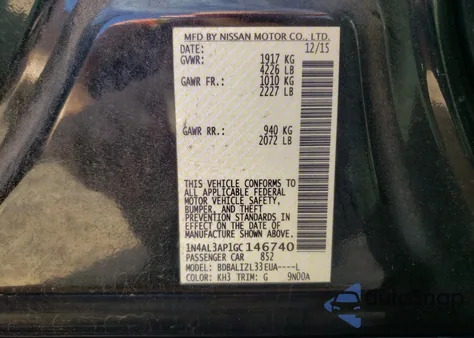 MFD BY NISSAN MOTOR CO., LTD.
DATE: 12/15
GVWR: 1917 KG
4226 LB
GAWR FR.: 1010 KG
2227 LB
GAWR RR.: 940 KG
2072 LB
THIS VEHICLE CONFORMS TO
ALL APPLICABLE FEDERAL
MOTOR VEHICLE SAFETY,
BUMPER, AND THEFT
PREVENTION STANDARDS IN
EFFECT ON THE DATE OF
MANUFACTURE SHOWN ABOVE.
1N4AL3AP1GC146740
PASSENGER CAR 852
MODEL: BDBALIZL33EUA----L
COLOR: KH3 TRIM: G 9N00A